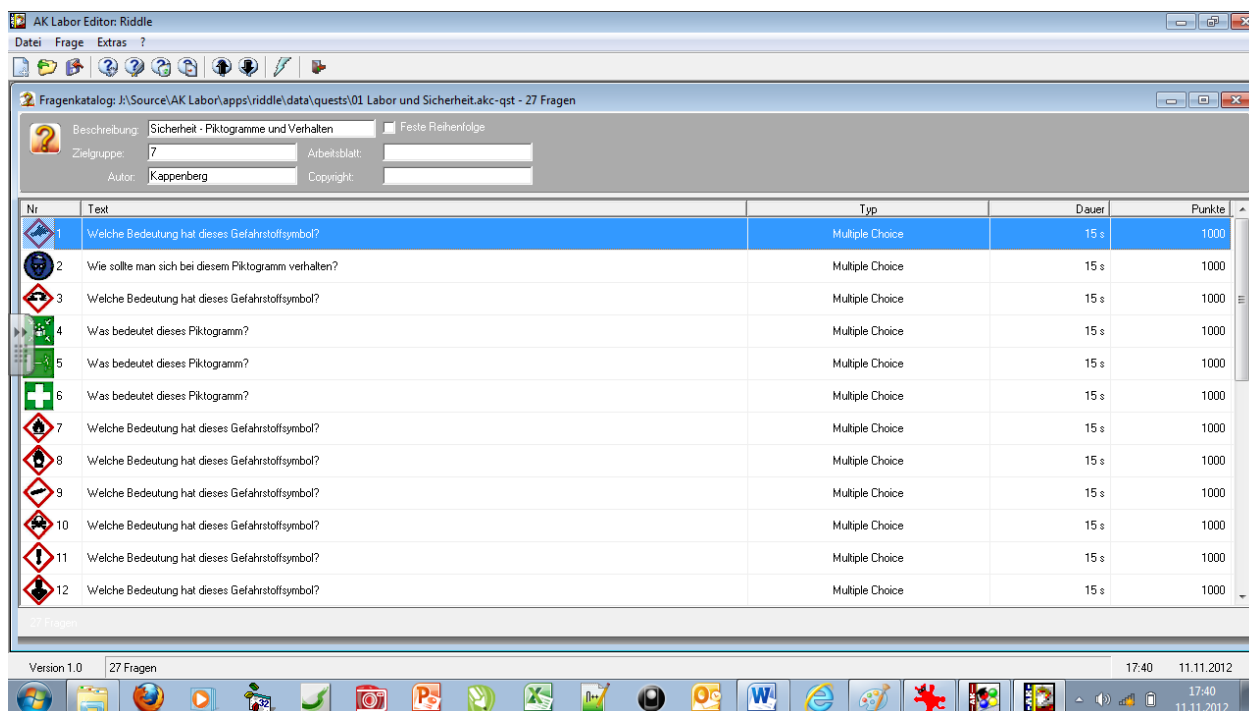 AK Labor Editor: Riddle
Datei Frage Extras ?
Fragenkatalog: J:\Source\AK Labor\apps\riddle\data\quests\01 Labor und Sicherheit.akc-qst - 27 Fragen
Beschreibung: Sicherheit - Piktogramme und Verhalten Feste Reihenfolge
Zielgruppe: 7 Arbeitsblatt:
Autor: Kappenberg Copyright:
Nr Text Typ Dauer Punkte
1 Welche Bedeutung hat dieses Gefahrstoffsymbol? Multiple Choice 15 s 1000
2 Wie sollte man sich bei diesem Piktogramm verhalten? Multiple Choice 15 s 1000
3 Welche Bedeutung hat dieses Gefahrstoffsymbol? Multiple Choice 15 s 1000
4 Was bedeutet dieses Piktogramm? Multiple Choice 15 s 1000
5 Was bedeutet dieses Piktogramm? Multiple Choice 15 s 1000
6 Was bedeutet dieses Piktogramm? Multiple Choice 15 s 1000
7 Welche Bedeutung hat dieses Gefahrstoffsymbol? Multiple Choice 15 s 1000
8 Welche Bedeutung hat dieses Gefahrstoffsymbol? Multiple Choice 15 s 1000
9 Welche Bedeutung hat dieses Gefahrstoffsymbol? Multiple Choice 15 s 1000
10 Welche Bedeutung hat dieses Gefahrstoffsymbol? Multiple Choice 15 s 1000
11 Welche Bedeutung hat dieses Gefahrstoffsymbol? Multiple Choice 15 s 1000
12 Welche Bedeutung hat dieses Gefahrstoffsymbol? Multiple Choice 15 s 1000
27 Fragen
Version 1.0 27 Fragen 17:40 11.11.2012
17:40
11.11.2012